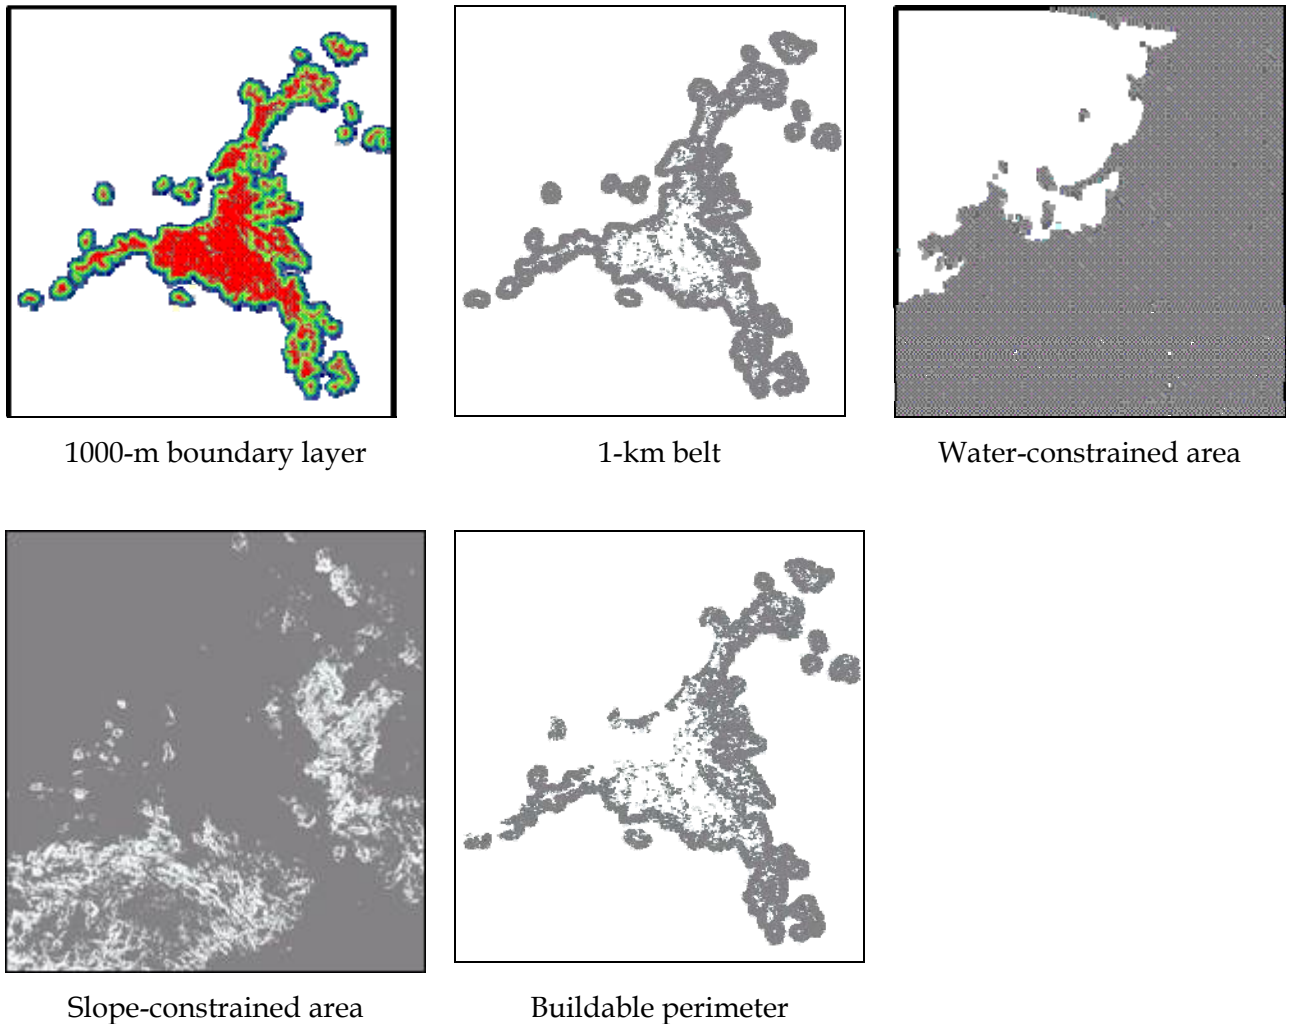 1000-m boundary layer
1-km belt
Water-constrained area
Slope-constrained area
Buildable perimeter